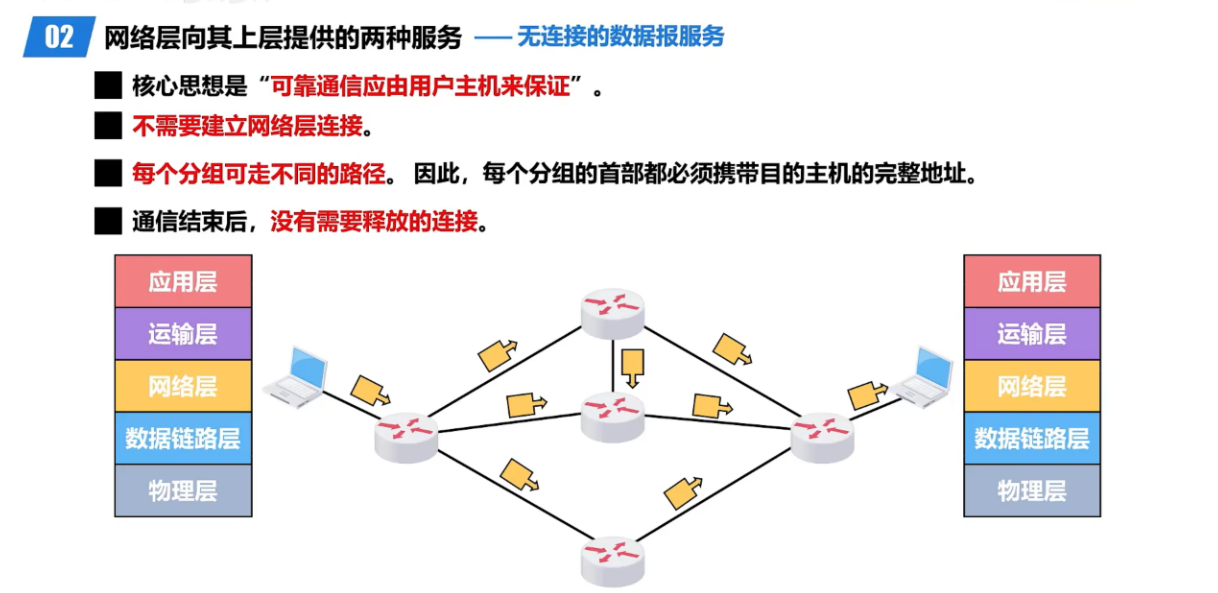 02 网络层向其上层提供的两种服务 —— 无连接的数据报服务
核心思想是“可靠通信应由用户主机来保证”。
不需要建立网络层连接。
每个分组可走不同的路径。因此，每个分组的首部都必须携带目的主机的完整地址。
通信结束后，没有需要释放的连接。
应用层
运输层
网络层
数据链路层
物理层
应用层
运输层
网络层
数据链路层
物理层